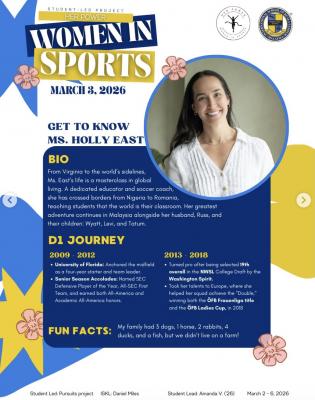 STUDENT-LED PROJECT
HER POWER
WOMEN IN
SPORTS
MARCH 3, 2026
GET TO KNOW
MS. HOLLY EAST
BIO
From Virginia to the world's sidelines,
Ms. East's life is a masterclass in global
living. A dedicated educator and soccer coach,
she has crossed borders from Nigeria to Romania,
teaching students that the world is their classroom. Her greatest
adventure continues in Malaysia alongside her husband, Russ, and
their children: Wyatt, Levi, and Tatum.
D1 JOURNEY
2009 - 2012
• University of Florida: Anchored the midfield
as a four-year starter and team leader.
• Senior Season Accolades: Named SEC
Defensive Player of the Year, All-SEC First
Team, and earned both All-America and
Academic All-America honors.
2013 - 2018
• Turned pro after being selected 19th
overall in the NWSL College Draft by the
Washington Spirit.
• Took her talents to Europe, where she
helped her squad achieve the "Double,"
winning both the ÖFB Frauenliga title
and the ÖFB Ladies Cup, in 2018
FUN FACTS:
My family had 3 dogs, 1 horse, 2 rabbits, 4
ducks, and a fish, but we didn't live on a farm!
Student Led: Pursuits project
ISKL: Daniel Miles
Student Lead: Amanda V. ('26)
March 2 - 6, 2026